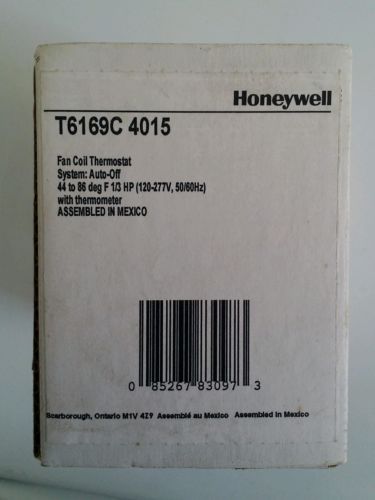 Honeywell
T6169C 4015
Fan Coil Thermostat
System: Auto-Off
44 to 86 deg F 1/3 HP (120-277V, 50/60Hz)
with thermometer
ASSEMBLED IN MEXICO
0 85267 83097 3
Scarborough, Ontario M1V 4Z9 Assemblé au Mexico Assembled in Mexico